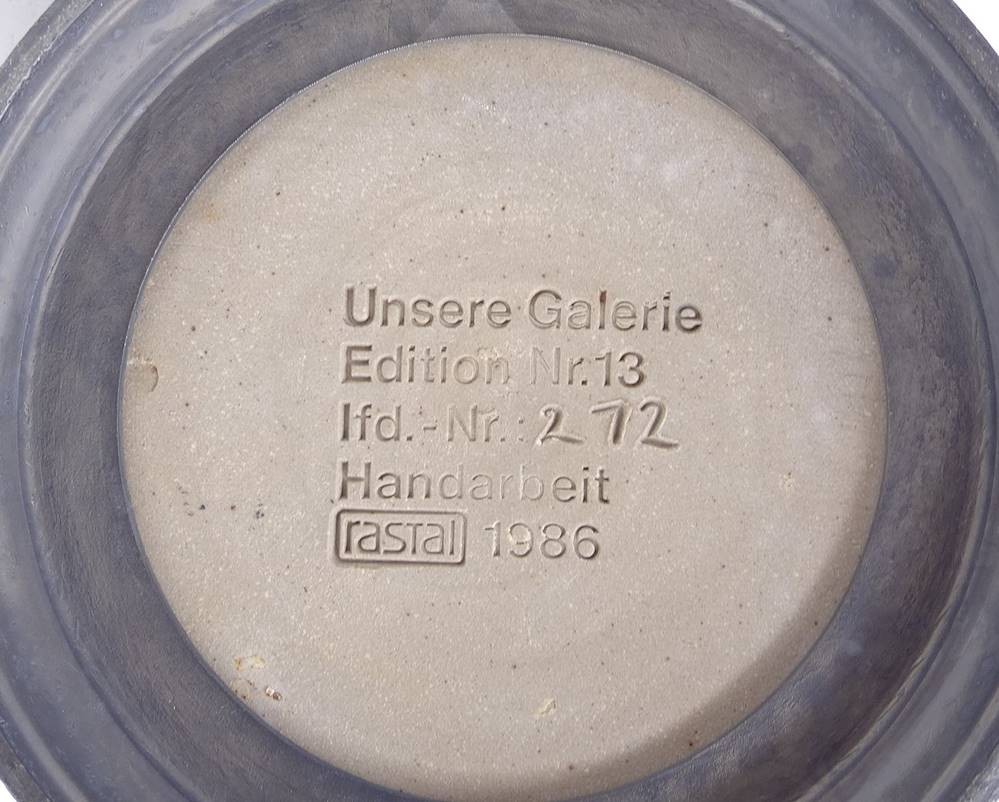 Unsere Galerie
Edition Nr.13
lfd.-Nr.: 272
Handarbeit
rastal 1986